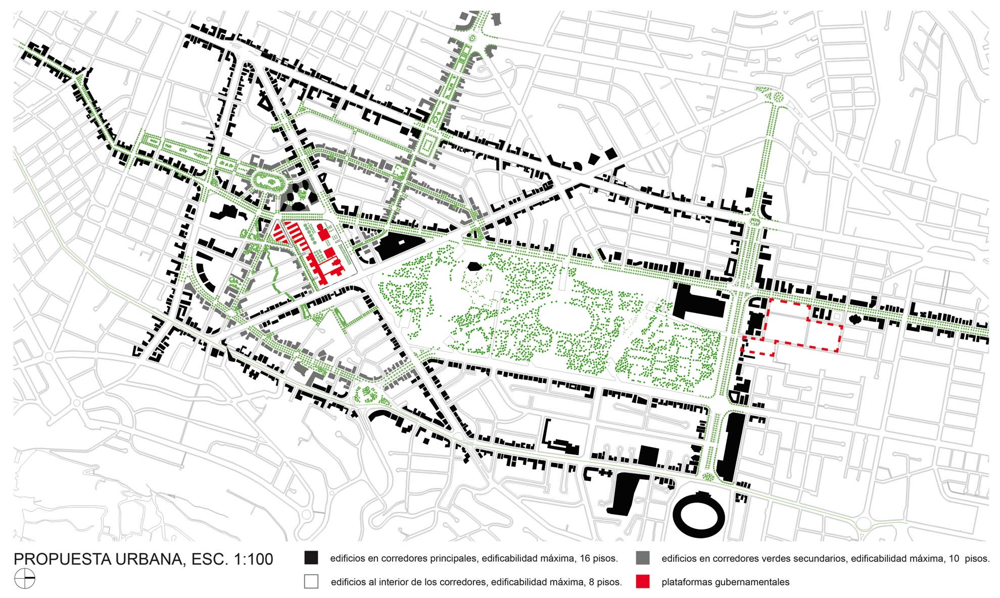 PROPUESTA URBANA, ESC. 1:100
edificios en corredores principales, edificabilidad máxima, 16 pisos.
edificios al interior de los corredores, edificabilidad máxima, 8 pisos.
edificios en corredores verdes secundarios, edificabilidad máxima, 10 pisos.
plataformas gubernamentales